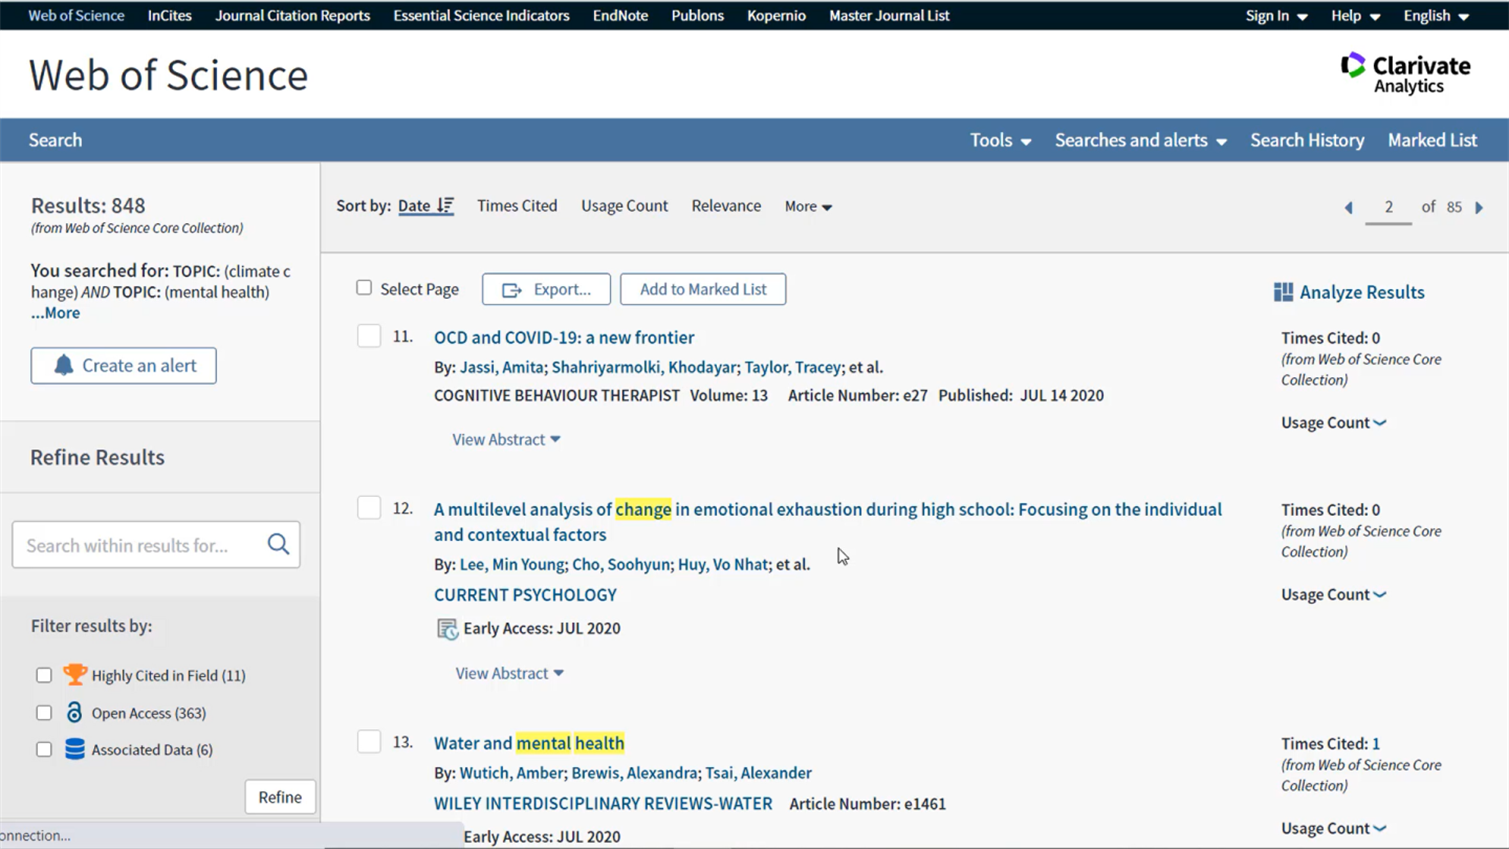 Web of Science InCites Journal Citation Reports Essential Science Indicators EndNote Publons Kopernio Master Journal List Sign In Help English
Web of Science
Clarivate
Analytics
Search Tools Searches and alerts Search History Marked List
Results: 848
(from Web of Science Core Collection)
You searched for: TOPIC: (climate c
hange) AND TOPIC: (mental health)
...More
Create an alert
Refine Results
Search within results for...
Filter results by:
Highly Cited in Field (11)
Open Access (363)
Associated Data (6)
Refine
onnection...
Sort by: Date Times Cited Usage Count Relevance More
2 of 85
Select Page Export... Add to Marked List
Analyze Results
11. OCD and COVID-19: a new frontier
By: Jassi, Amita; Shahriyarmolki, Khodayar; Taylor, Tracey; et al.
COGNITIVE BEHAVIOUR THERAPIST Volume: 13 Article Number: e27 Published: JUL 14 2020
View Abstract
Times Cited: 0
(from Web of Science Core
Collection)
Usage Count
12. A multilevel analysis of change in emotional exhaustion during high school: Focusing on the individual
and contextual factors
By: Lee, Min Young; Cho, Soohyun; Huy, Vo Nhat; et al.
CURRENT PSYCHOLOGY
Early Access: JUL 2020
View Abstract
Times Cited: 0
(from Web of Science Core
Collection)
Usage Count
13. Water and mental health
By: Wutich, Amber; Brewis, Alexandra; Tsai, Alexander
WILEY INTERDISCIPLINARY REVIEWS-WATER Article Number: e1461
Early Access: JUL 2020
Times Cited: 1
(from Web of Science Core
Collection)
Usage Count